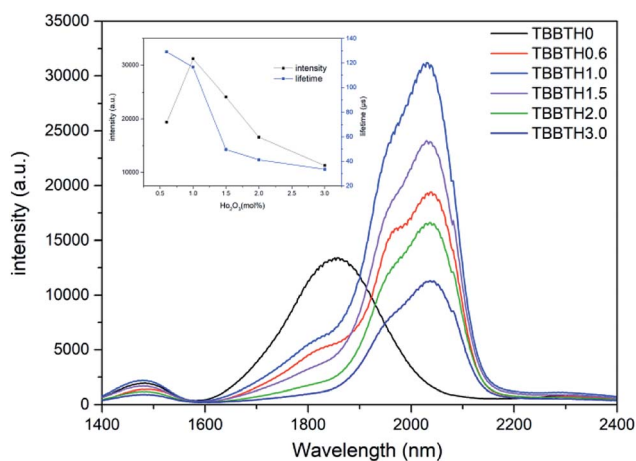 35000
30000
25000
20000
15000
10000
5000
0
intensity (a.u.)
1400
1600
1800
2000
2200
2400
Wavelength (nm)
TBBTH0
TBBTH0.6
TBBTH1.0
TBBTH1.5
TBBTH2.0
TBBTH3.0
30000
20000
10000
intensity (a.u.)
0.5
1.0
1.5
2.0
2.5
3.0
Ho₂O₃(mol%)
140
120
100
80
60
40
20
lifetime (μs)
intensity
lifetime